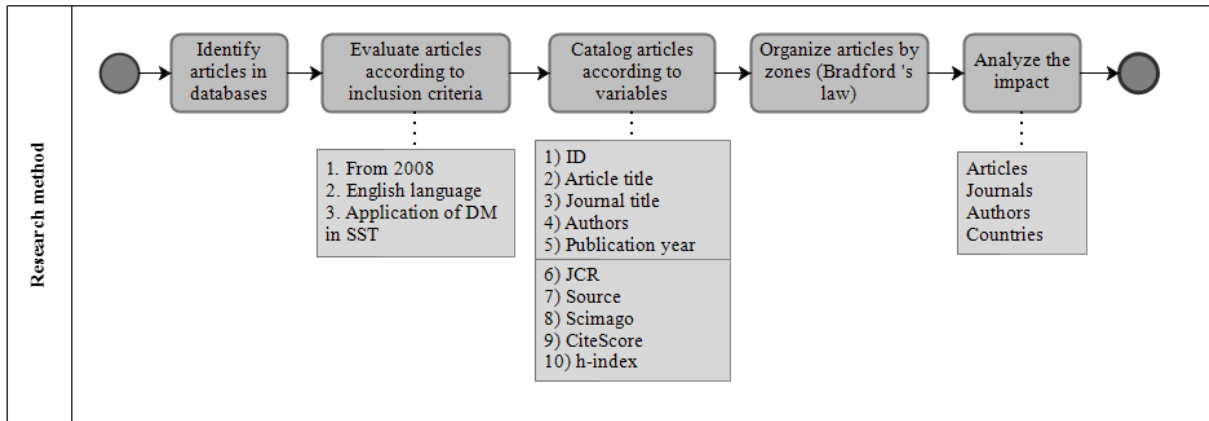 Research method
Identify
articles in
databases
Evaluate articles
according to
inclusion criteria
Catalog articles
according to
variables
Organize articles by
zones (Bradford 's
law)
Analyze the
impact
1. From 2008
2. English language
3. Application of DM
in SST
1) ID
2) Article title
3) Journal title
4) Authors
5) Publication year
6) JCR
7) Source
8) Scimago
9) CiteScore
10) h-index
Articles
Journals
Authors
Countries